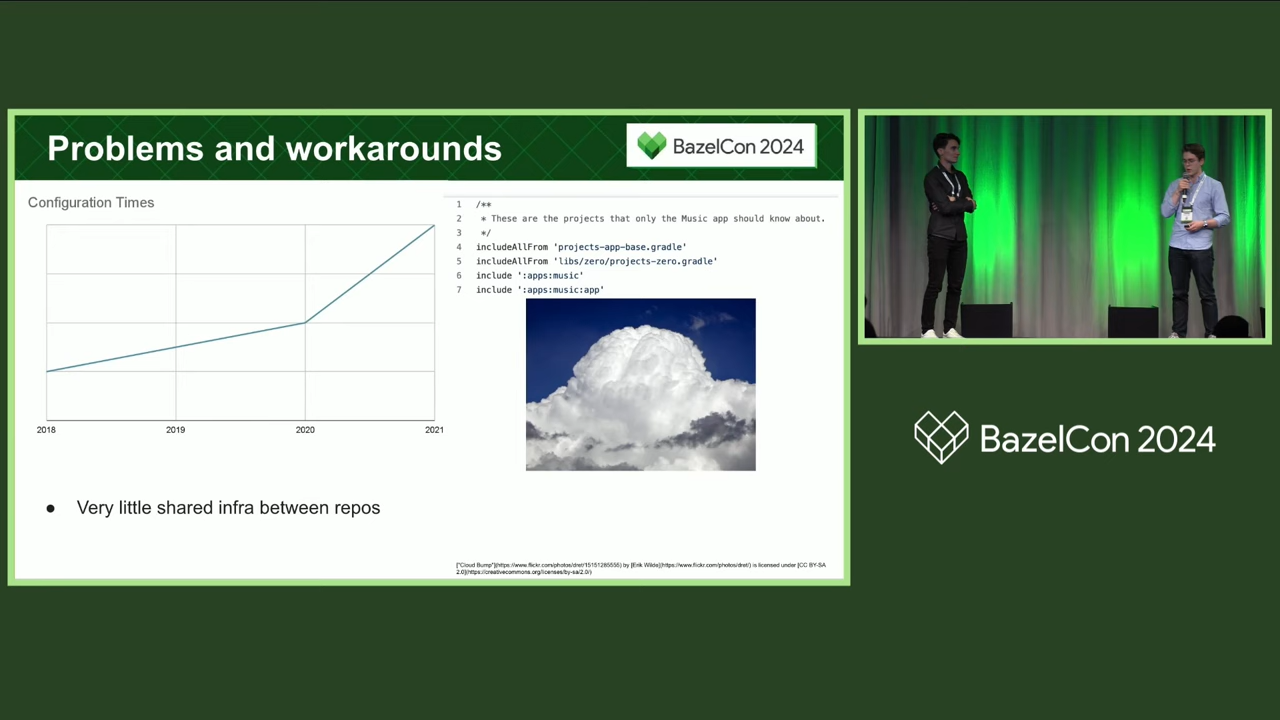 Problems and workarounds
BazelCon 2024
Configuration Times
2018
2019
2020
2021
1 /**
2 * These are the projects that only the Music app should know about.
3 */
4 includeAllFrom 'projects-app-base.gradle'
5 includeAllFrom 'libs/zero/projects-zero.gradle'
6 include ':apps:music'
7 include ':apps:music:app'
● Very little shared infra between repos
["Cloud Bump"](https://www.flickr.com/photos/dret/15151285555) by [Erik Wilde](https://www.flickr.com/photos/dret/) is licensed under [CC BY-SA
2.0](https://creativecommons.org/licenses/by-sa/2.0/)
BazelCon 2024